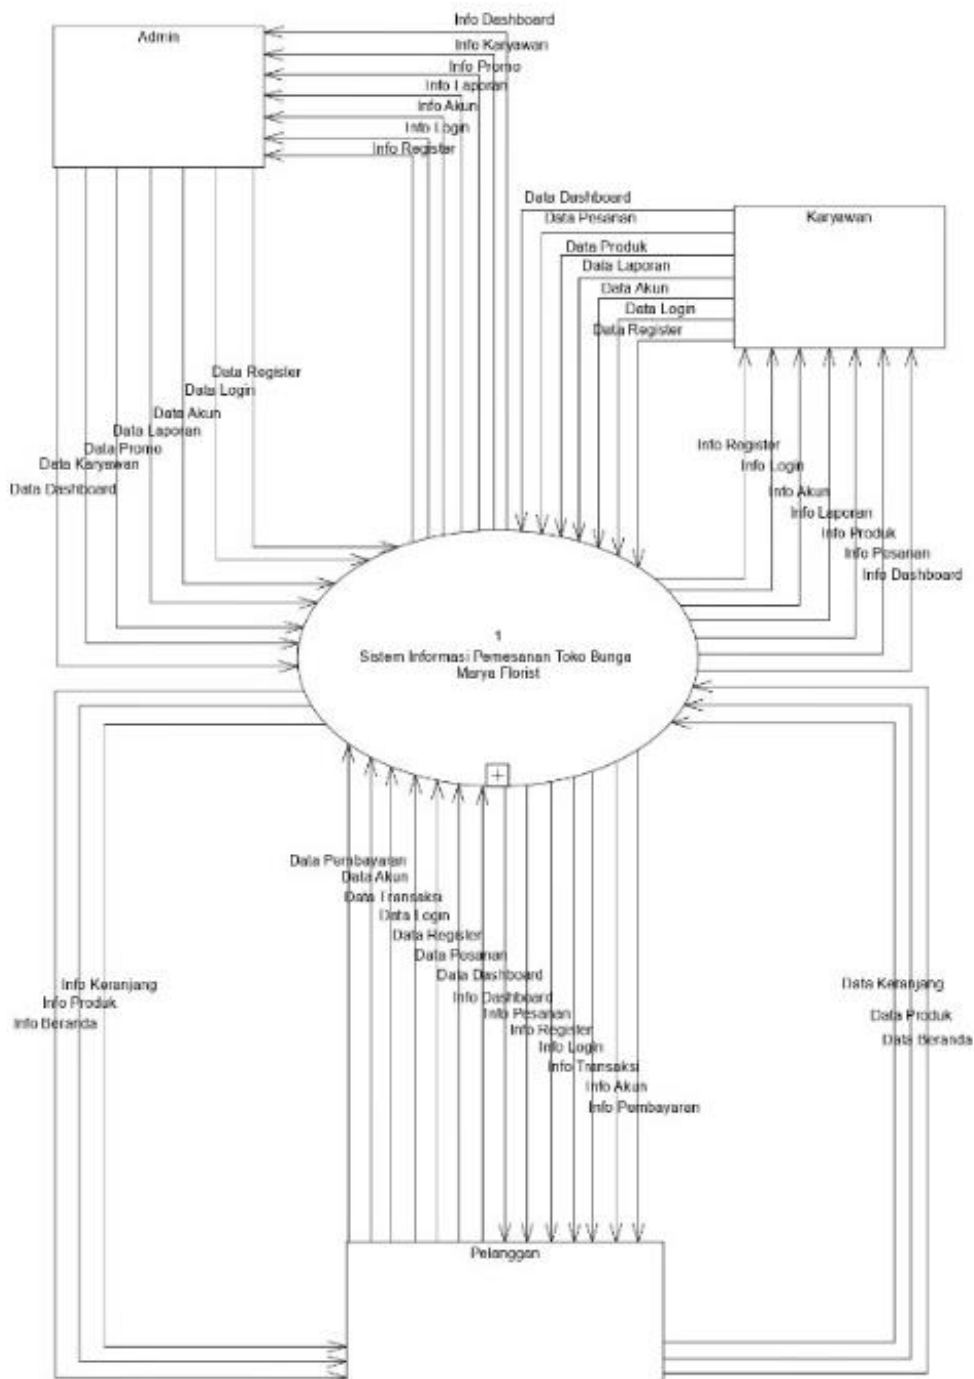 Info Dashboard
Admin
Info Karyawan
Info Promo
Info Laporan
Info Akun
Info Login
Info Register
Data Dashboard
Karyawan
Data Pesanan
Data Produk
Data Laporan
Data Akun
Data Login
Data Register
Data Register
Data Login
Data Akun
Data Laporan
Data Promo
Data Karyawan
Data Dashboard
Info Register
Info Login
Info Akun
Info Laporan
Info Produk
Info Pesanan
Info Dashboard
1
Sistem Informasi Pemesanan Toko Bunga
Marya Florist
Data Pembayaran
Data Akun
Data Transaksi
Data Login
Data Register
Data Pesanan
Data Dashboard
Info Dashboard
Info Pesanan
Info Register
Info Login
Info Transaksi
Info Akun
Info Pembayaran
Info Keranjang
Info Produk
Info Beranda
Data Keranjang
Data Produk
Data Beranda
Pelanggan